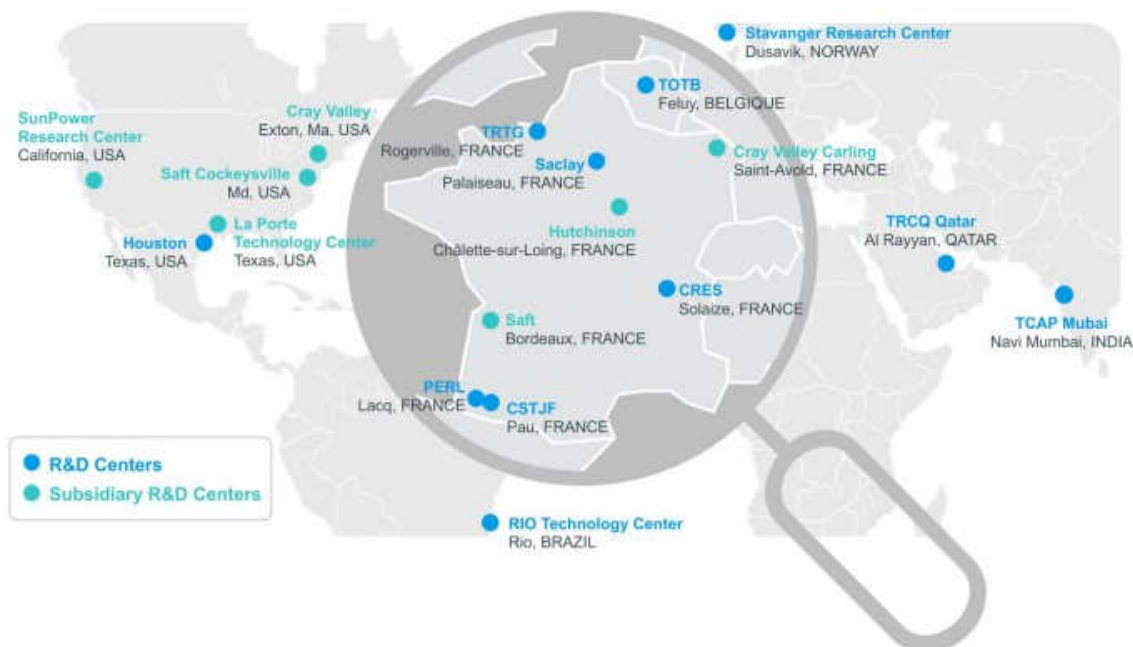 Stavanger Research Center
Dusavik, NORWAY
TOTB
Feluy, BELGIQUE
SunPower
Research Center
California, USA
Cray Valley
Exton, Ma, USA
TRTG
Rogerville, FRANCE
Saclay
Palaiseau, FRANCE
Cray Valley Carling
Saint-Avold, FRANCE
Saft Cockeysville
Md, USA
La Porte
Technology Center
Texas, USA
Houston
Texas, USA
Hutchinson
Châlette-sur-Loing, FRANCE
TRCQ Qatar
Al Rayyan, QATAR
CRES
Solaize, FRANCE
TCAP Mubai
Navi Mumbai, INDIA
Saft
Bordeaux, FRANCE
PERL
Lacq, FRANCE
CSTJF
Pau, FRANCE
R&D Centers
Subsidiary R&D Centers
RIO Technology Center
Rio, BRAZIL